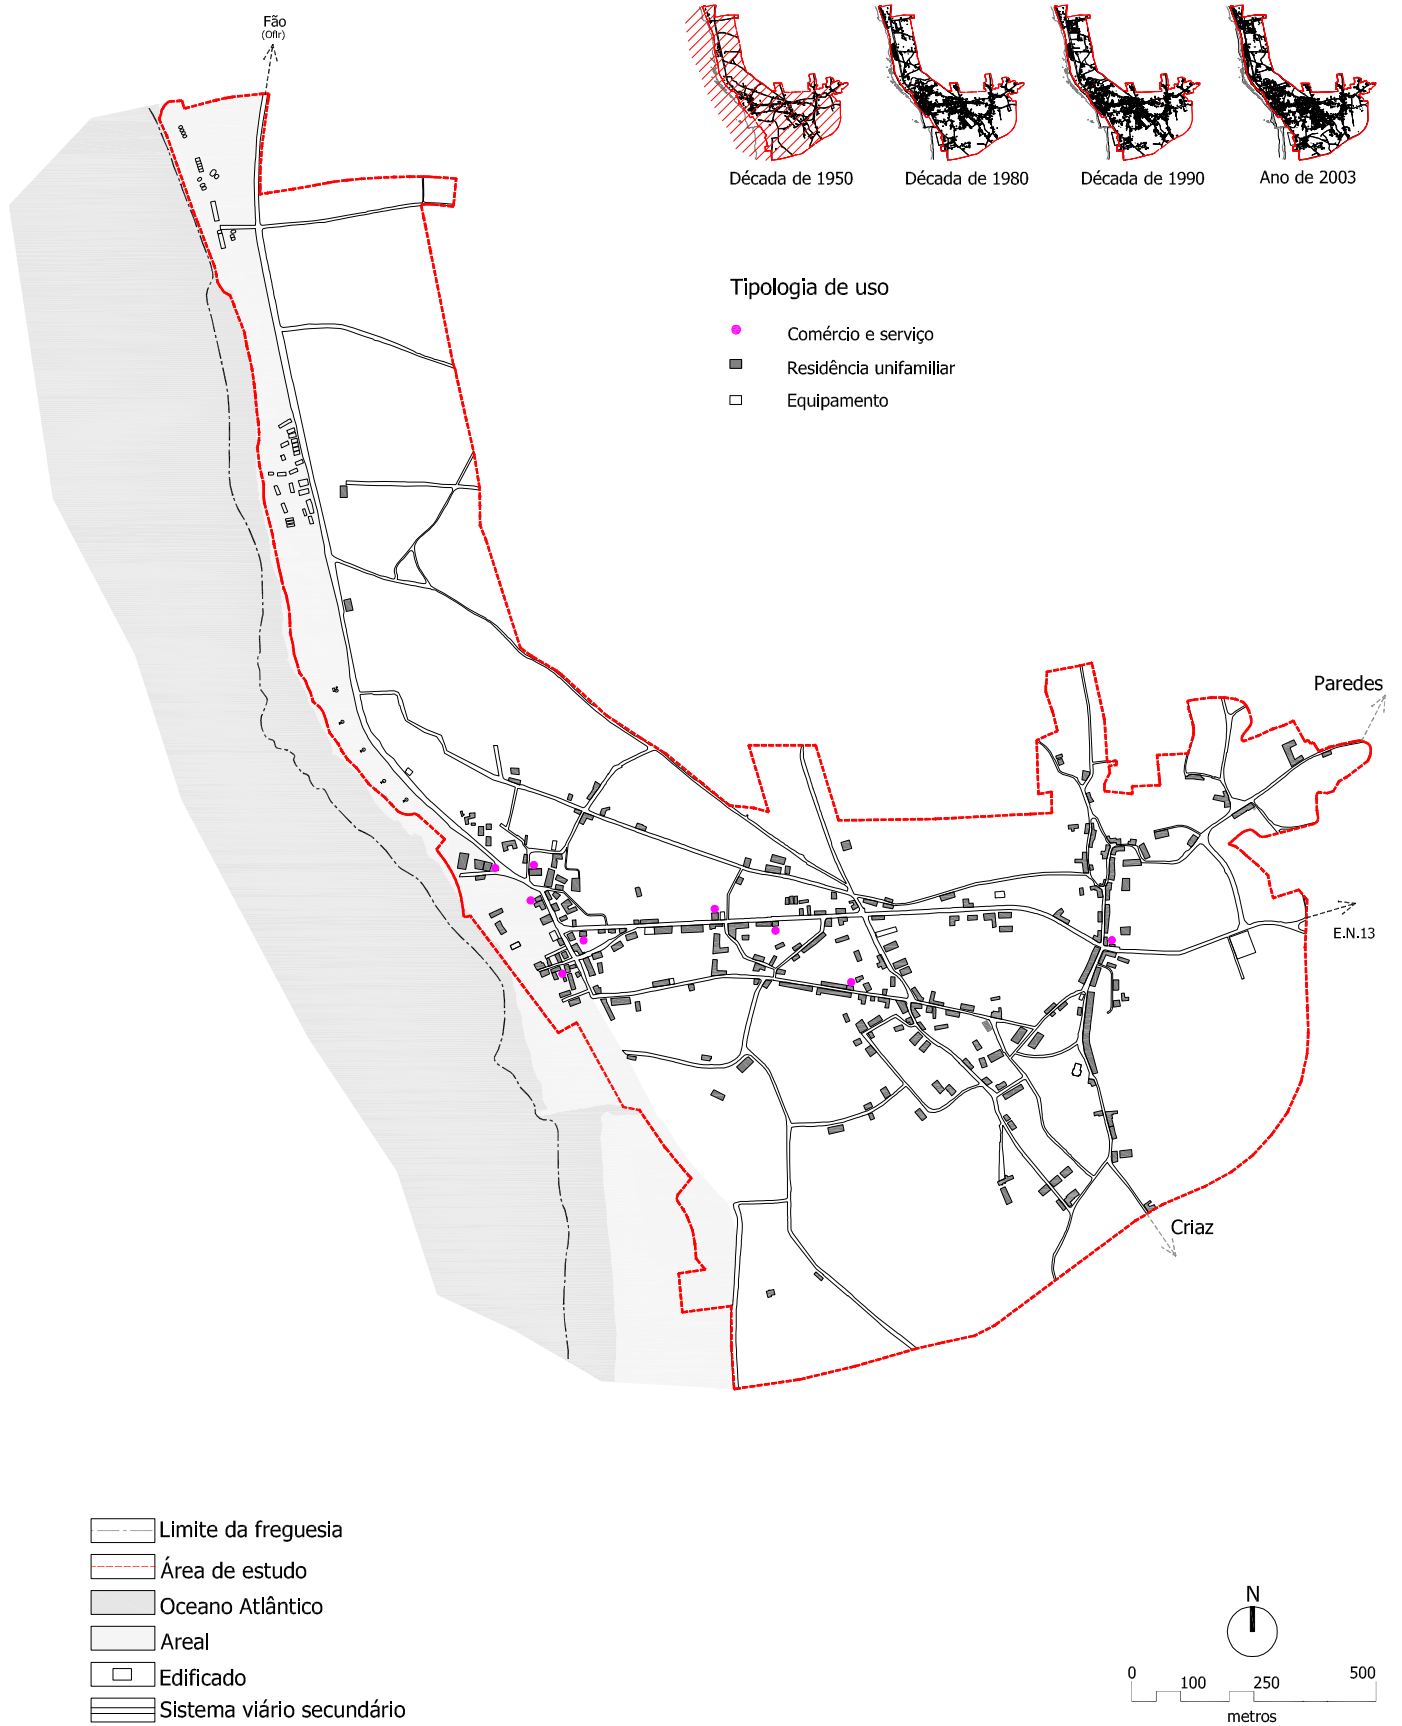 Fão
(Ofir)
Década de 1950
Década de 1980
Década de 1990
Ano de 2003
Tipologia de uso
Comércio e serviço
Residência unifamiliar
Equipamento
Paredes
E.N.13
Criaz
Limite da freguesia
Área de estudo
Oceano Atlântico
Areal
Edificado
Sistema viário secundário
N
0 100 250 500
metros